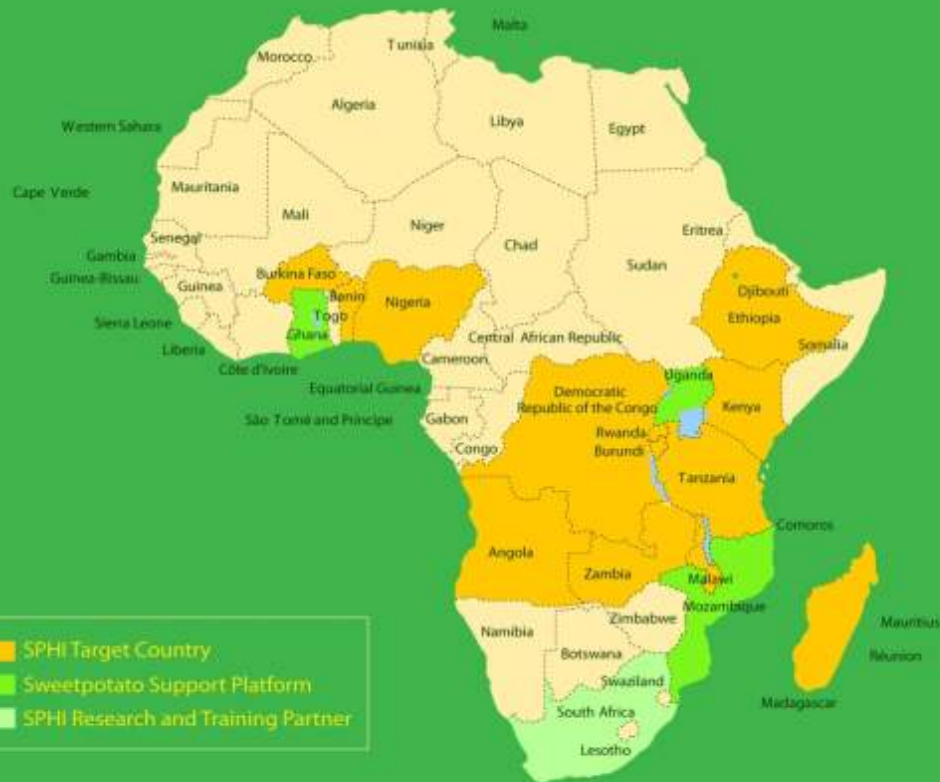 Malta
Tunisia
Morocco
Algeria
Libya
Egypt
Western Sahara
Cape Verde
Mauritania
Mali
Niger
Chad
Sudan
Eritrea
Senegal
Gambia
Guinea-Bissau
Guinea
Burkina Faso
Benin
Nigeria
Togo
Ghana
Djibouti
Ethiopia
Somalia
Sierra Leone
Liberia
Côte d'Ivoire
Central African Republic
Cameroon
Equatorial Guinea
São Tomé and Príncipe
Gabon
Congo
Democratic
Republic of the Congo
Uganda
Kenya
Rwanda
Burundi
Tanzania
Comoros
Angola
Zambia
Malawi
Mozambique
Zimbabwe
Namibia
Botswana
Swaziland
South Africa
Lesotho
Mauritius
Réunion
Madagascar
SPHI Target Country
Sweetpotato Support Platform
SPHI Research and Training Partner